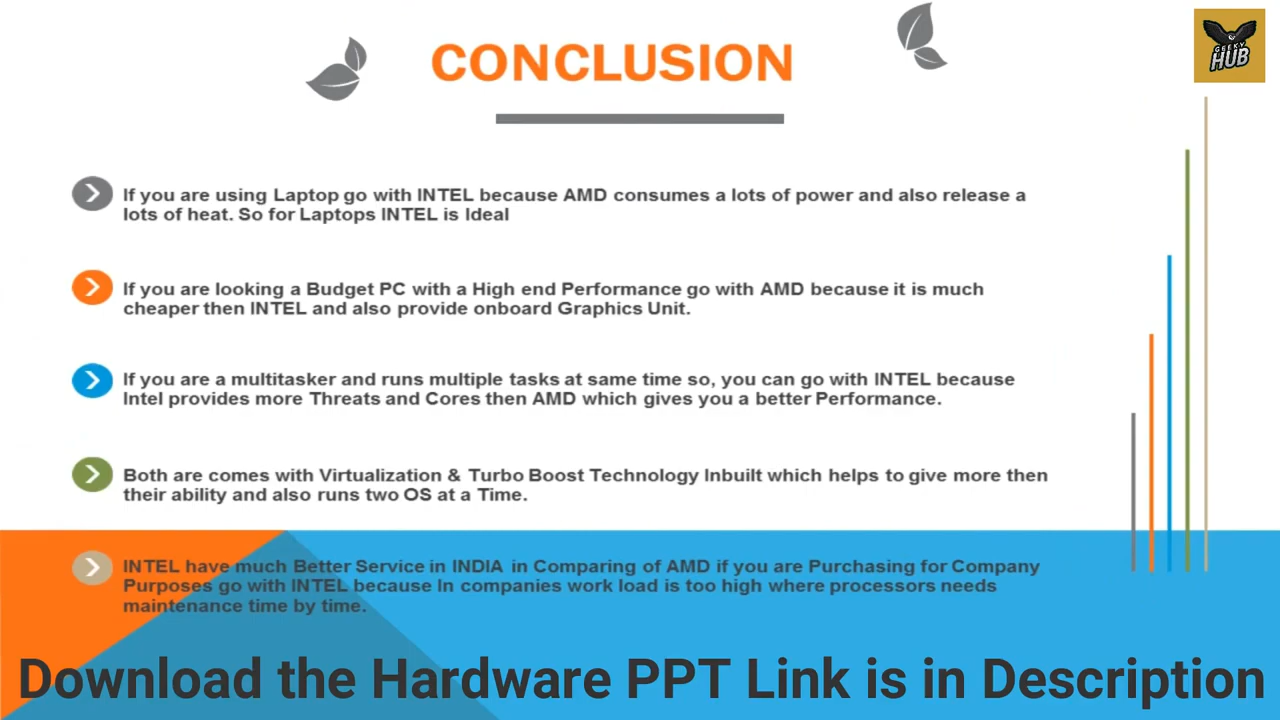 CONCLUSION
GEEKY
HUB
If you are using Laptop go with INTEL because AMD consumes a lots of power and also release a
lots of heat. So for Laptops INTEL is Ideal
If you are looking a Budget PC with a High end Performance go with AMD because it is much
cheaper then INTEL and also provide onboard Graphics Unit.
If you are a multitasker and runs multiple tasks at same time so, you can go with INTEL because
Intel provides more Threats and Cores then AMD which gives you a better Performance.
Both are comes with Virtualization & Turbo Boost Technology Inbuilt which helps to give more then
their ability and also runs two OS at a Time.
INTEL have much Better Service in INDIA in Comparing of AMD if you are Purchasing for Company
Purposes go with INTEL because In companies work load is too high where processors needs
maintenance time by time.
Download the Hardware PPT Link is in Description